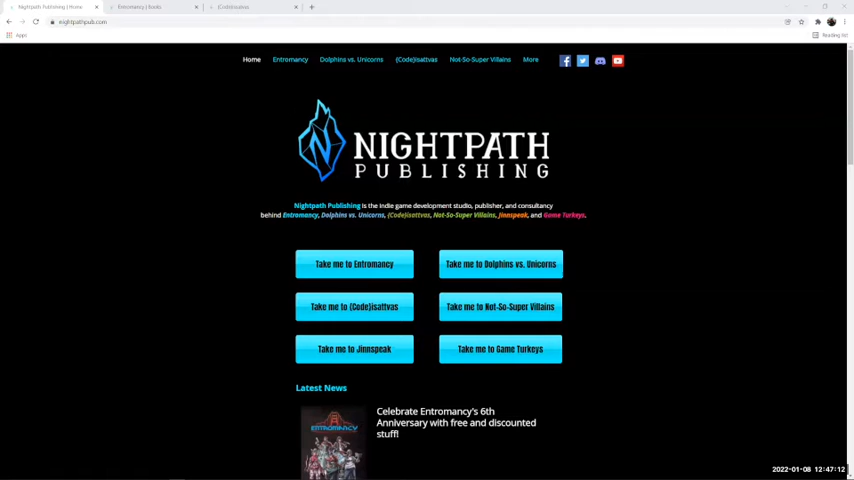 Nightpath Publishing | Home
Entromancy | Books
{Code}isattvas
nightpathpub.com
Apps
Reading list
Home
Entromancy
Dolphins vs. Unicorns
{Code}isattvas
Not-So-Super Villains
More
NIGHTPATH
PUBLISHING
Nightpath Publishing is the indie game development studio, publisher, and consultancy
behind Entromancy, Dolphins vs. Unicorns, {Code}isattvas, Not-So-Super Villains, Jinnspeak, and Game Turkeys.
Take me to Entromancy
Take me to Dolphins vs. Unicorns
Take me to {Code}isattvas
Take me to Not-So-Super Villains
Take me to Jinnspeak
Take me to Game Turkeys
Latest News
ENTROMANCY
Celebrate Entromancy's 6th
Anniversary with free and discounted
stuff!
2022-01-08 12:47:12